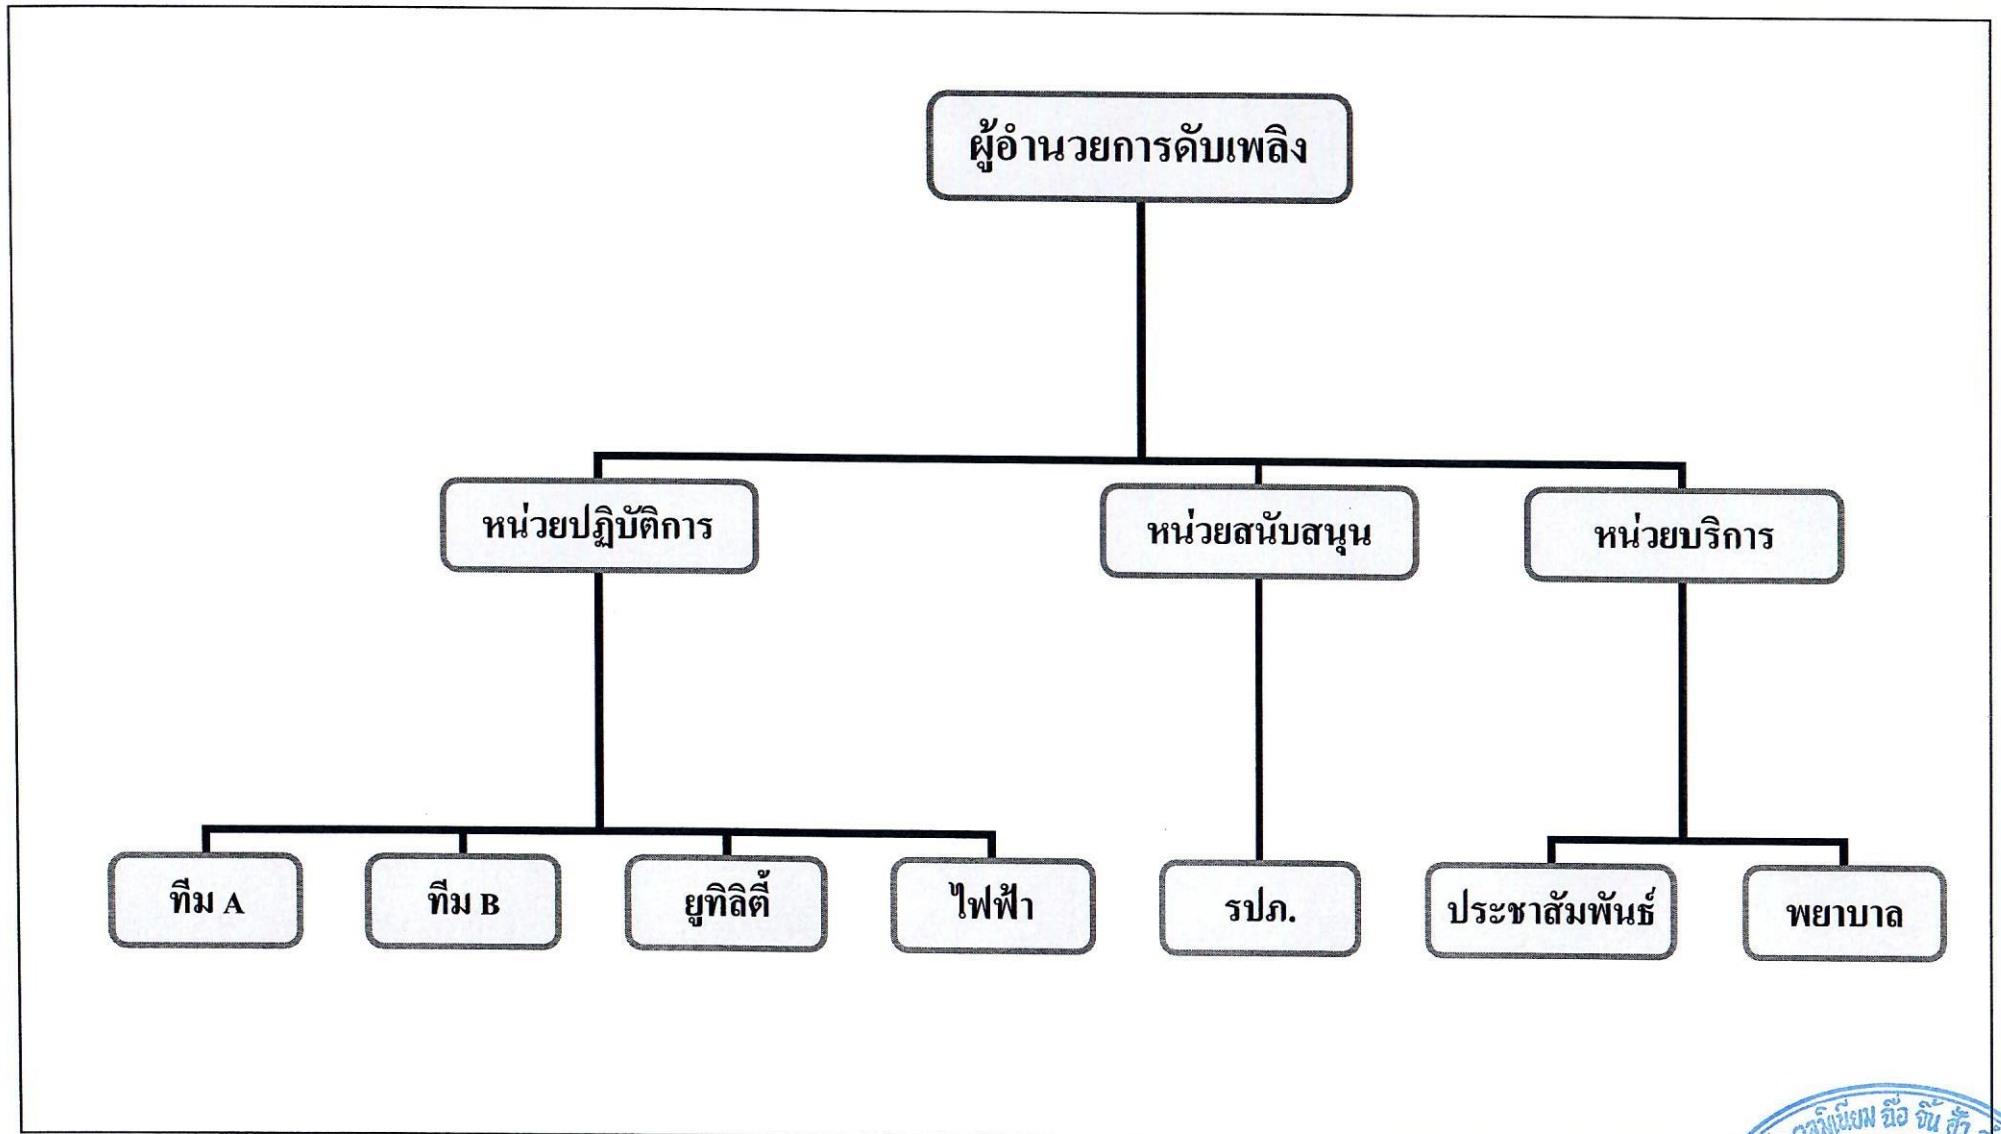 ผู้อำนวยการดับเพลิง
หน่วยปฏิบัติการ
หน่วยสนับสนุน
หน่วยบริการ
ทีม A
ทีม B
ยูทิลิตี้
ไฟฟ้า
รปภ.
ประชาสัมพันธ์
พยาบาล